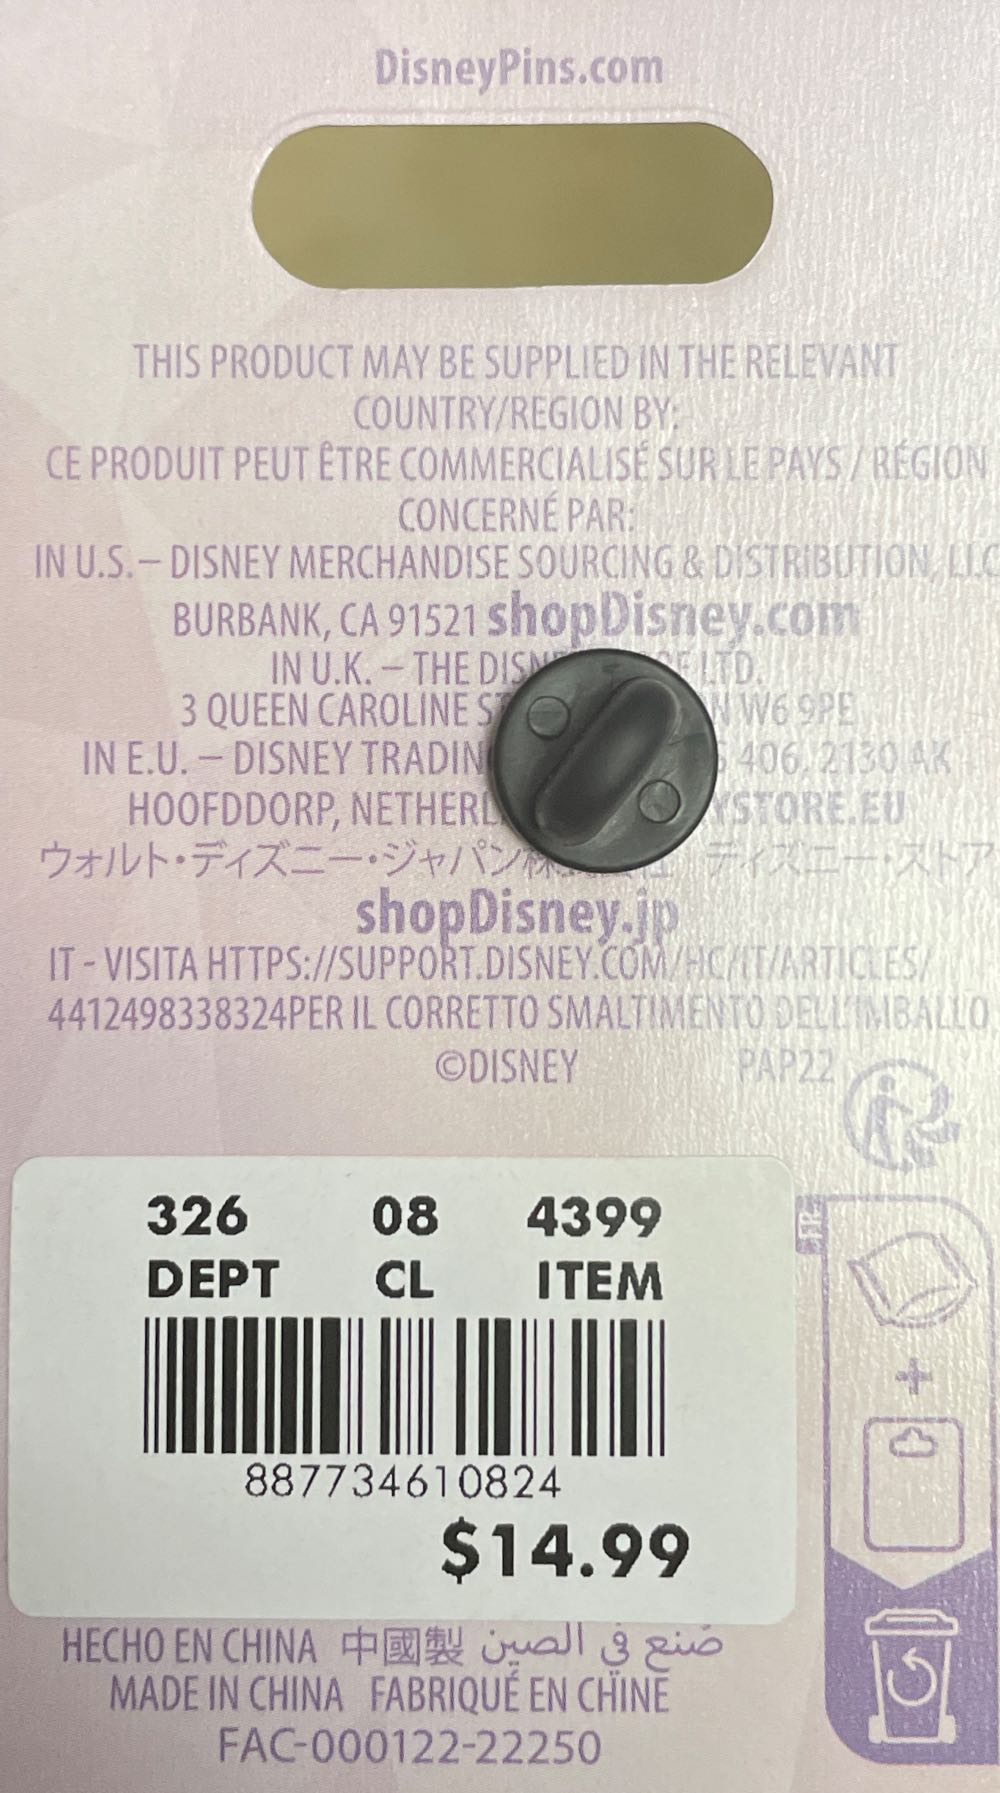 DisneyPins.com
THIS PRODUCT MAY BE SUPPLIED IN THE RELEVANT
COUNTRY/REGION BY:
CE PRODUIT PEUT ÊTRE COMMERCIALISÉ SUR LE PAYS / RÉGION
CONCERNÉ PAR:
IN U.S. – DISNEY MERCHANDISE SOURCING & DISTRIBUTION, LLC
BURBANK, CA 91521 shopDisney.com
IN U.K. – THE LTD.
3 QUEEN CAROLINE W6 9PE
IN E.U. – DISNEY 406, 2130 AK
HOOFDDORP,
ウォルト・ディズニー・ジャパン ディズニー・ストア
shopDisney.jp
IT - VISITA HTTPS://SUPPORT.DISNEY.COM/HC/IT/ARTICLES/
4412498338324PER IL CORRETTO SMALTIMENTO DELL'IMBALLO
©DISNEY PAP22
326 08 4399
DEPT CL ITEM
FR
+
887734610824
$14.99
HECHO EN CHINA 中國製 صنع في الصين
MADE IN CHINA FABRIQUÉ EN CHINE
FAC-000122-22250